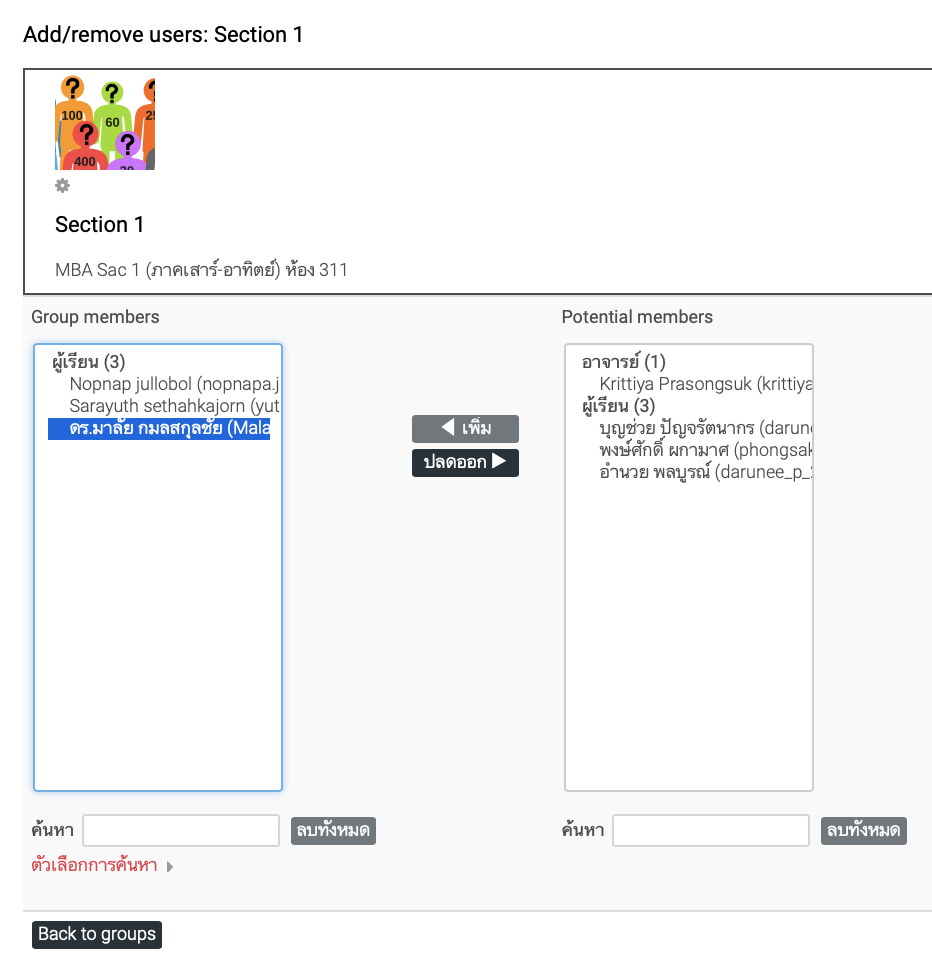 Add/remove users: Section 1
?
?
?
100
60
25
?
?
400
20
Section 1
MBA Sac 1 (ภาคเสาร์-อาทิตย์) ห้อง 311
Group members
ผู้เรียน (3)
Nopnap jullobol (nopnapa.j
Sarayuth sethahkajorn (yut
ดร.มาลัย กมลสกุลชัย (Mala
เพิ่ม
ปลดออก
Potential members
อาจารย์ (1)
Krittiya Prasongsuk (krittiya
ผู้เรียน (3)
บุญช่วย ปัญจรัตนากร (darun
พงษ์ศักดิ์ ผกามาศ (phongsak
อำนวย พลบูรณ์ (darunee_p_
ค้นหา ลบทั้งหมด
ค้นหา ลบทั้งหมด
ตัวเลือกการค้นหา
Back to groups